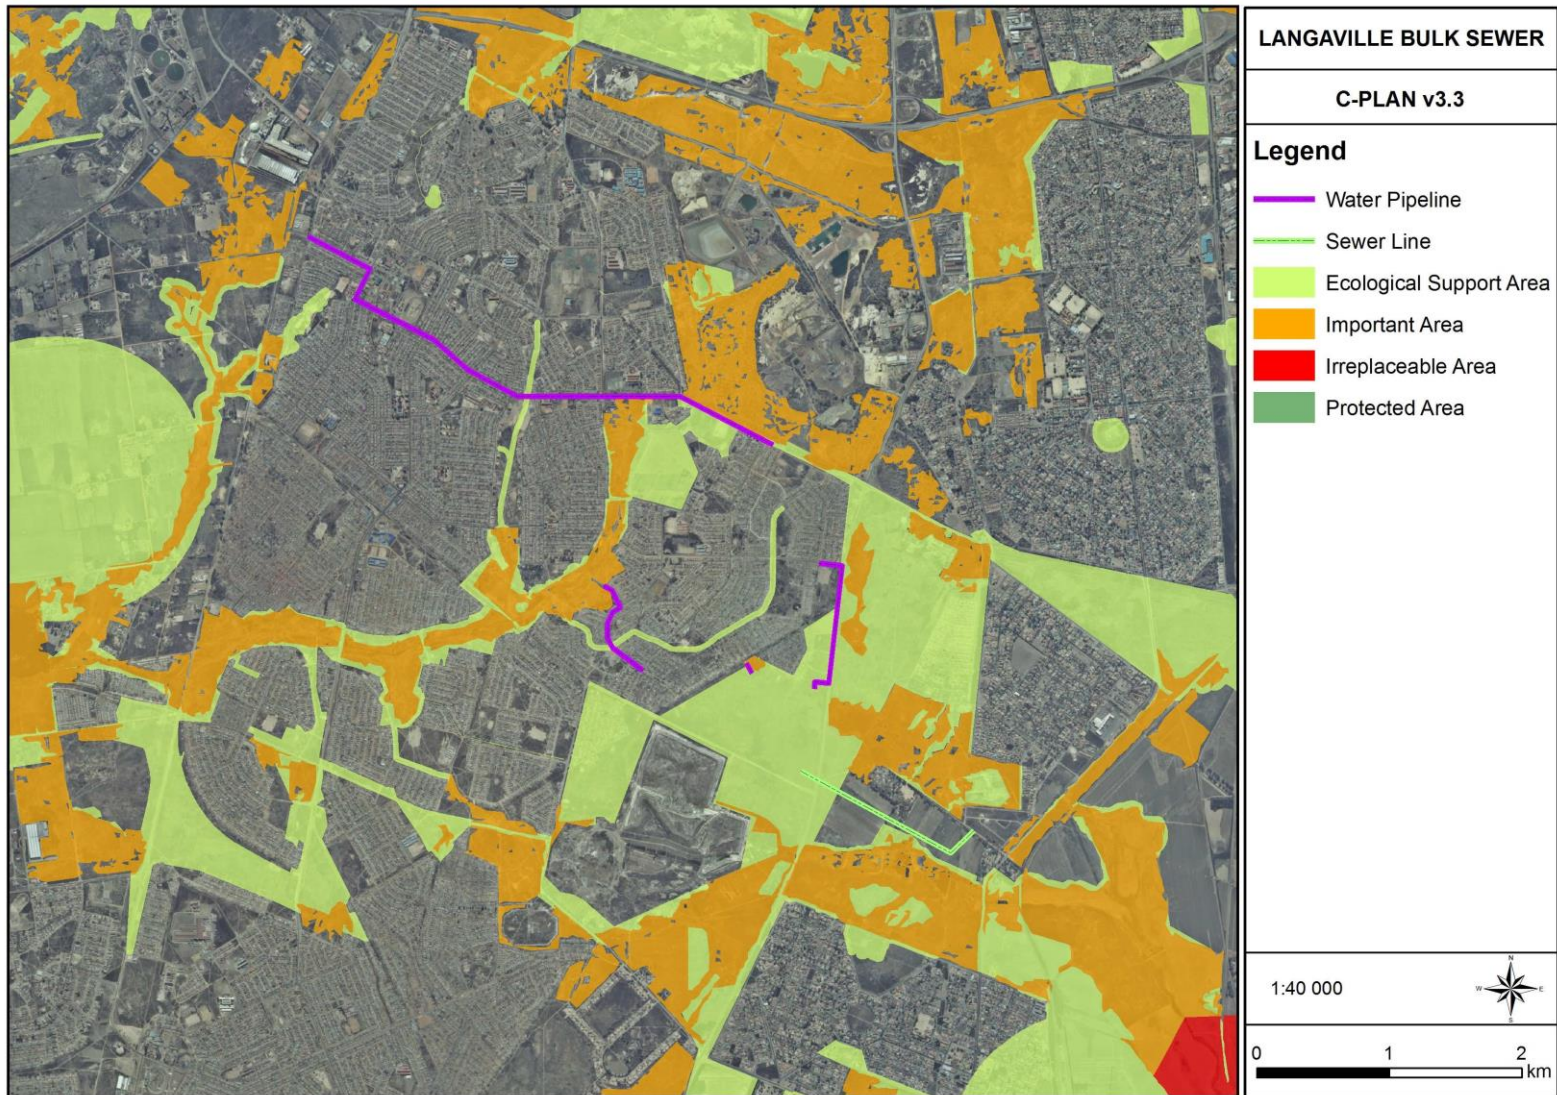 LANGAVILLE BULK SEWER
C-PLAN v3.3
Legend
Water Pipeline
Sewer Line
Ecological Support Area
Important Area
Irreplaceable Area
Protected Area
1:40 000
N
W E
S
0 1 2
km